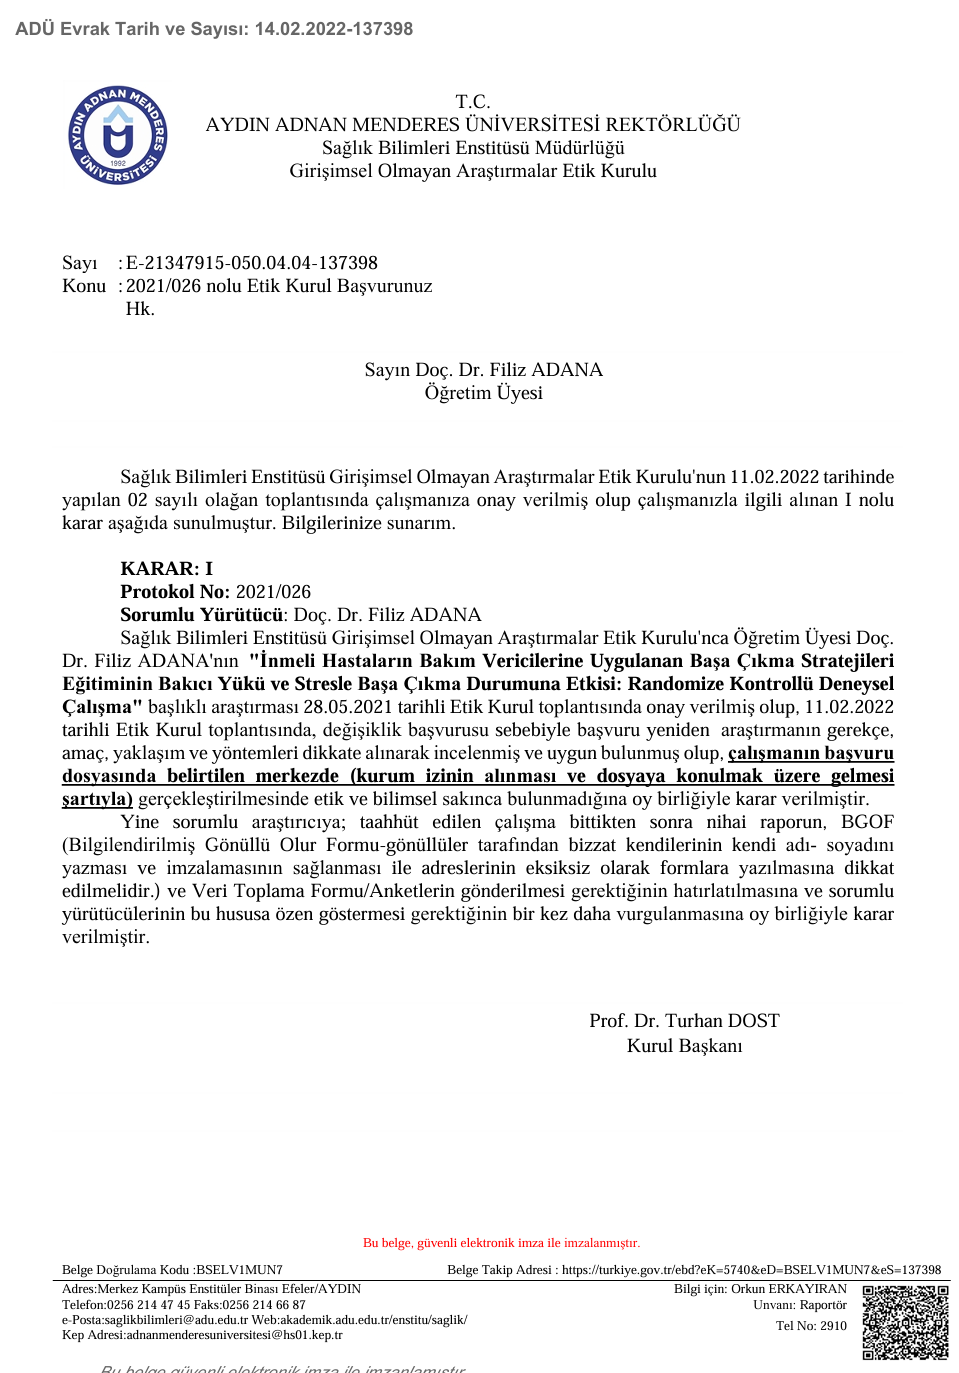 ADÜ Evrak Tarih ve Sayısı: 14.02.2022-137398
AYDIN ADNAN MENDERES ÜNİVERSİTESİ
1992
T.C.
AYDIN ADNAN MENDERES ÜNİVERSİTESİ REKTÖRLÜĞÜ
Sağlık Bilimleri Enstitüsü Müdürlüğü
Girişimsel Olmayan Araştırmalar Etik Kurulu
Sayı : E-21347915-050.04.04-137398
Konu : 2021/026 nolu Etik Kurul Başvurunuz
Hk.
Sayın Doç. Dr. Filiz ADANA
Öğretim Üyesi
Sağlık Bilimleri Enstitüsü Girişimsel Olmayan Araştırmalar Etik Kurulu'nun 11.02.2022 tarihinde
yapılan 02 sayılı olağan toplantısında çalışmanıza onay verilmiş olup çalışmanızla ilgili alınan I nolu
karar aşağıda sunulmuştur. Bilgilerinize sunarım.
KARAR: I
Protokol No: 2021/026
Sorumlu Yürütücü: Doç. Dr. Filiz ADANA
Sağlık Bilimleri Enstitüsü Girişimsel Olmayan Araştırmalar Etik Kurulu'nca Öğretim Üyesi Doç.
Dr. Filiz ADANA'nın "İnmeli Hastaların Bakım Vericilerine Uygulanan Başa Çıkma Stratejileri
Eğitiminin Bakıcı Yükü ve Stresle Başa Çıkma Durumuna Etkisi: Randomize Kontrollü Deneysel
Çalışma" başlıklı araştırması 28.05.2021 tarihli Etik Kurul toplantısında onay verilmiş olup, 11.02.2022
tarihli Etik Kurul toplantısında, değişiklik başvurusu sebebiyle başvuru yeniden araştırmanın gerekçe,
amaç, yaklaşım ve yöntemleri dikkate alınarak incelenmiş ve uygun bulunmuş olup, çalışmanın başvuru
dosyasında belirtilen merkezde (kurum izinin alınması ve dosyaya konulmak üzere gelmesi
şartıyla) gerçekleştirilmesinde etik ve bilimsel sakınca bulunmadığına oy birliğiyle karar verilmiştir.
Yine sorumlu araştırıcıya; taahhüt edilen çalışma bittikten sonra nihai raporun, BGOF
(Bilgilendirilmiş Gönüllü Olur Formu-gönüllüler tarafından bizzat kendilerinin kendi adı- soyadını
yazması ve imzalamasının sağlanması ile adreslerinin eksiksiz olarak formlara yazılmasına dikkat
edilmelidir.) ve Veri Toplama Formu/Anketlerin gönderilmesi gerektiğinin hatırlatılmasına ve sorumlu
yürütücülerinin bu hususa özen göstermesi gerektiğinin bir kez daha vurgulanmasına oy birliğiyle karar
verilmiştir.
Prof. Dr. Turhan DOST
Kurul Başkanı
Bu belge, güvenli elektronik imza ile imzalanmıştır.
Belge Doğrulama Kodu :BSELV1MUN7 Belge Takip Adresi : https://turkiye.gov.tr/ebd?eK=5740&eD=BSELV1MUN7&eS=137398
Adres:Merkez Kampüs Enstitüler Binası Efeler/AYDIN Bilgi için: Orkun ERKAYIRAN
Telefon:0256 214 47 45 Faks:0256 214 66 87 Unvanı: Raportör
e-Posta:saglikbilimleri@adu.edu.tr Web:akademik.adu.edu.tr/enstitu/saglik/
Tel No: 2910
Kep Adresi:adnanmenderesuniversitesi@hs01.kep.tr
Bu belge güvenli elektronik imza ile imzanlamıştır